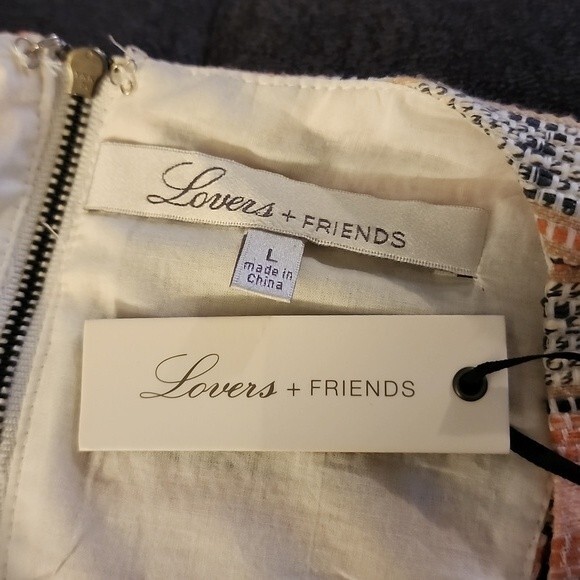 Lovers + FRIENDS
L
made in
China
Lovers + FRIENDS